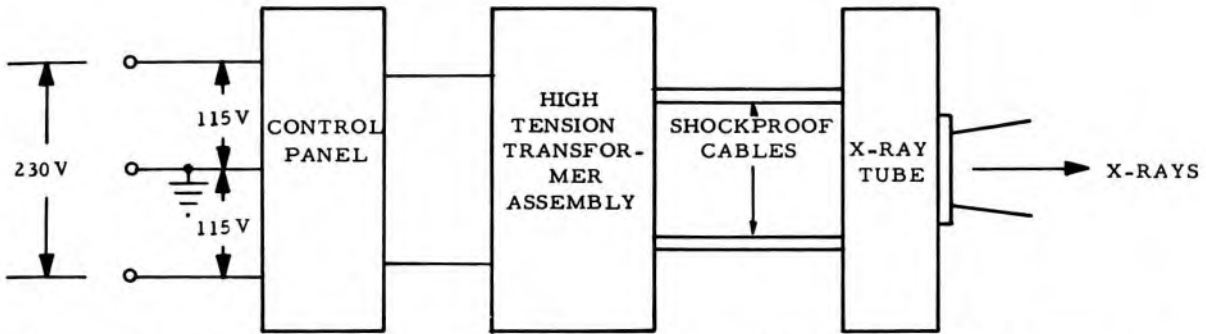 230 V
115 V
115 V
CONTROL
PANEL
HIGH
TENSION
TRANSFOR-
MER
ASSEMBLY
SHOCKPROOF
CABLES
X-RAY
TUBE
X-RAYS